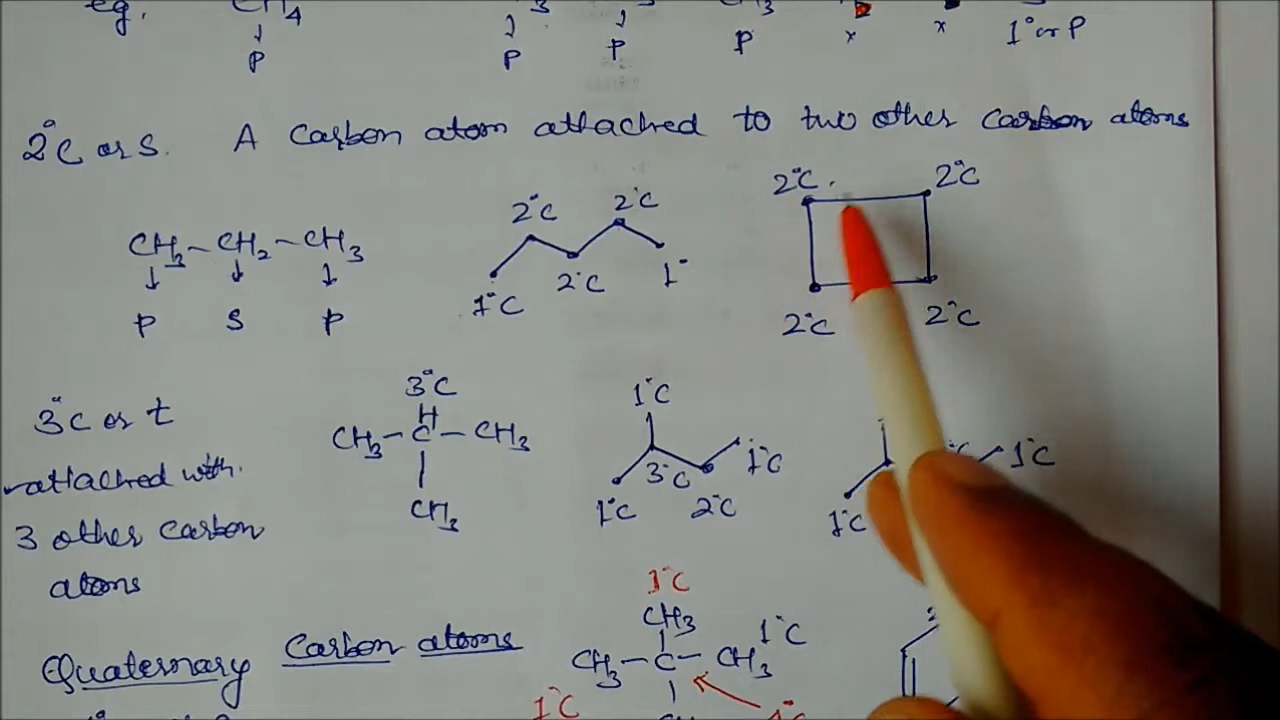 eg. CH4 3 CH3
P P P P x x 1° or P
2°C or S. A carbon atom attached to two other carbon atoms
2°C 2°C 2°C . 2°C
CH3 - CH2 - CH3
1°C 2°C 1°
P S P 2°C 2°C
3°C or t 3°C 1°C
H
CH3 - C - CH3 1°C 1°C
attached with. 3°C
CH3 1°C 2°C 1°C
3 other carbon
atoms
1°C
CH3 1°C
Quaternary Carbon atoms CH3 - C - CH3
1°C